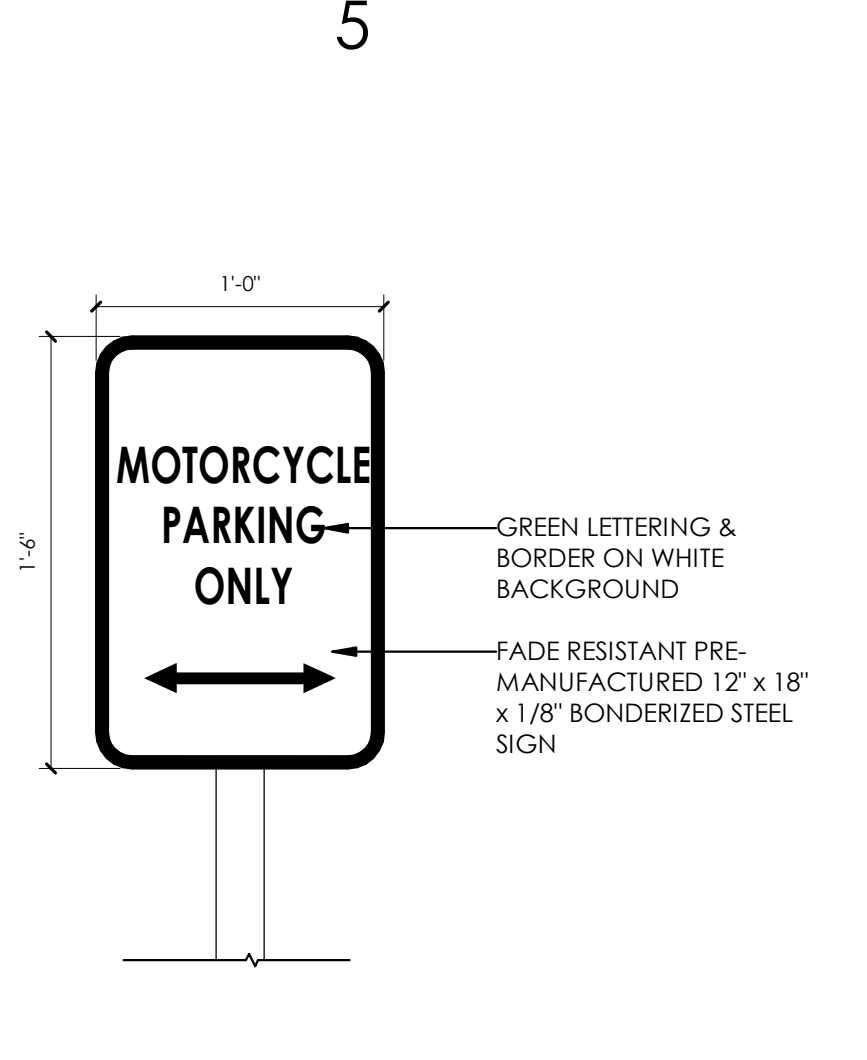 5
1'-0"
1'-6"
MOTORCYCLE
PARKING
ONLY
GREEN LETTERING &
BORDER ON WHITE
BACKGROUND
FADE RESISTANT PRE-
MANUFACTURED 12" x 18"
x 1/8" BONDERIZED STEEL
SIGN